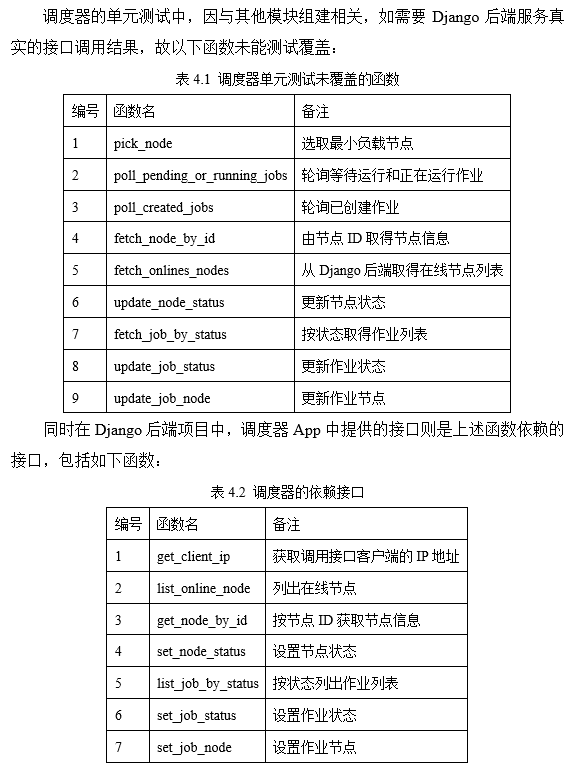 调度器的单元测试中，因与其他模块组建相关，如需要 Django 后端服务真
实的接口调用结果，故以下函数未能测试覆盖：
表 4.1 调度器单元测试未覆盖的函数
编号 函数名 备注
1 pick_node 选取最小负载节点
2 poll_pending_or_running_jobs 轮询等待运行和正在运行作业
3 poll_created_jobs 轮询已创建作业
4 fetch_node_by_id 由节点 ID 取得节点信息
5 fetch_onlines_nodes 从 Django 后端取得在线节点列表
6 update_node_status 更新节点状态
7 fetch_job_by_status 按状态取得作业列表
8 update_job_status 更新作业状态
9 update_job_node 更新作业节点
同时在 Django 后端项目中，调度器 App 中提供的接口则是上述函数依赖的
接口，包括如下函数：
表 4.2 调度器的依赖接口
编号 函数名 备注
1 get_client_ip 获取调用接口客户端的 IP 地址
2 list_online_node 列出在线节点
3 get_node_by_id 按节点 ID 获取节点信息
4 set_node_status 设置节点状态
5 list_job_by_status 按状态列出作业列表
6 set_job_status 设置作业状态
7 set_job_node 设置作业节点